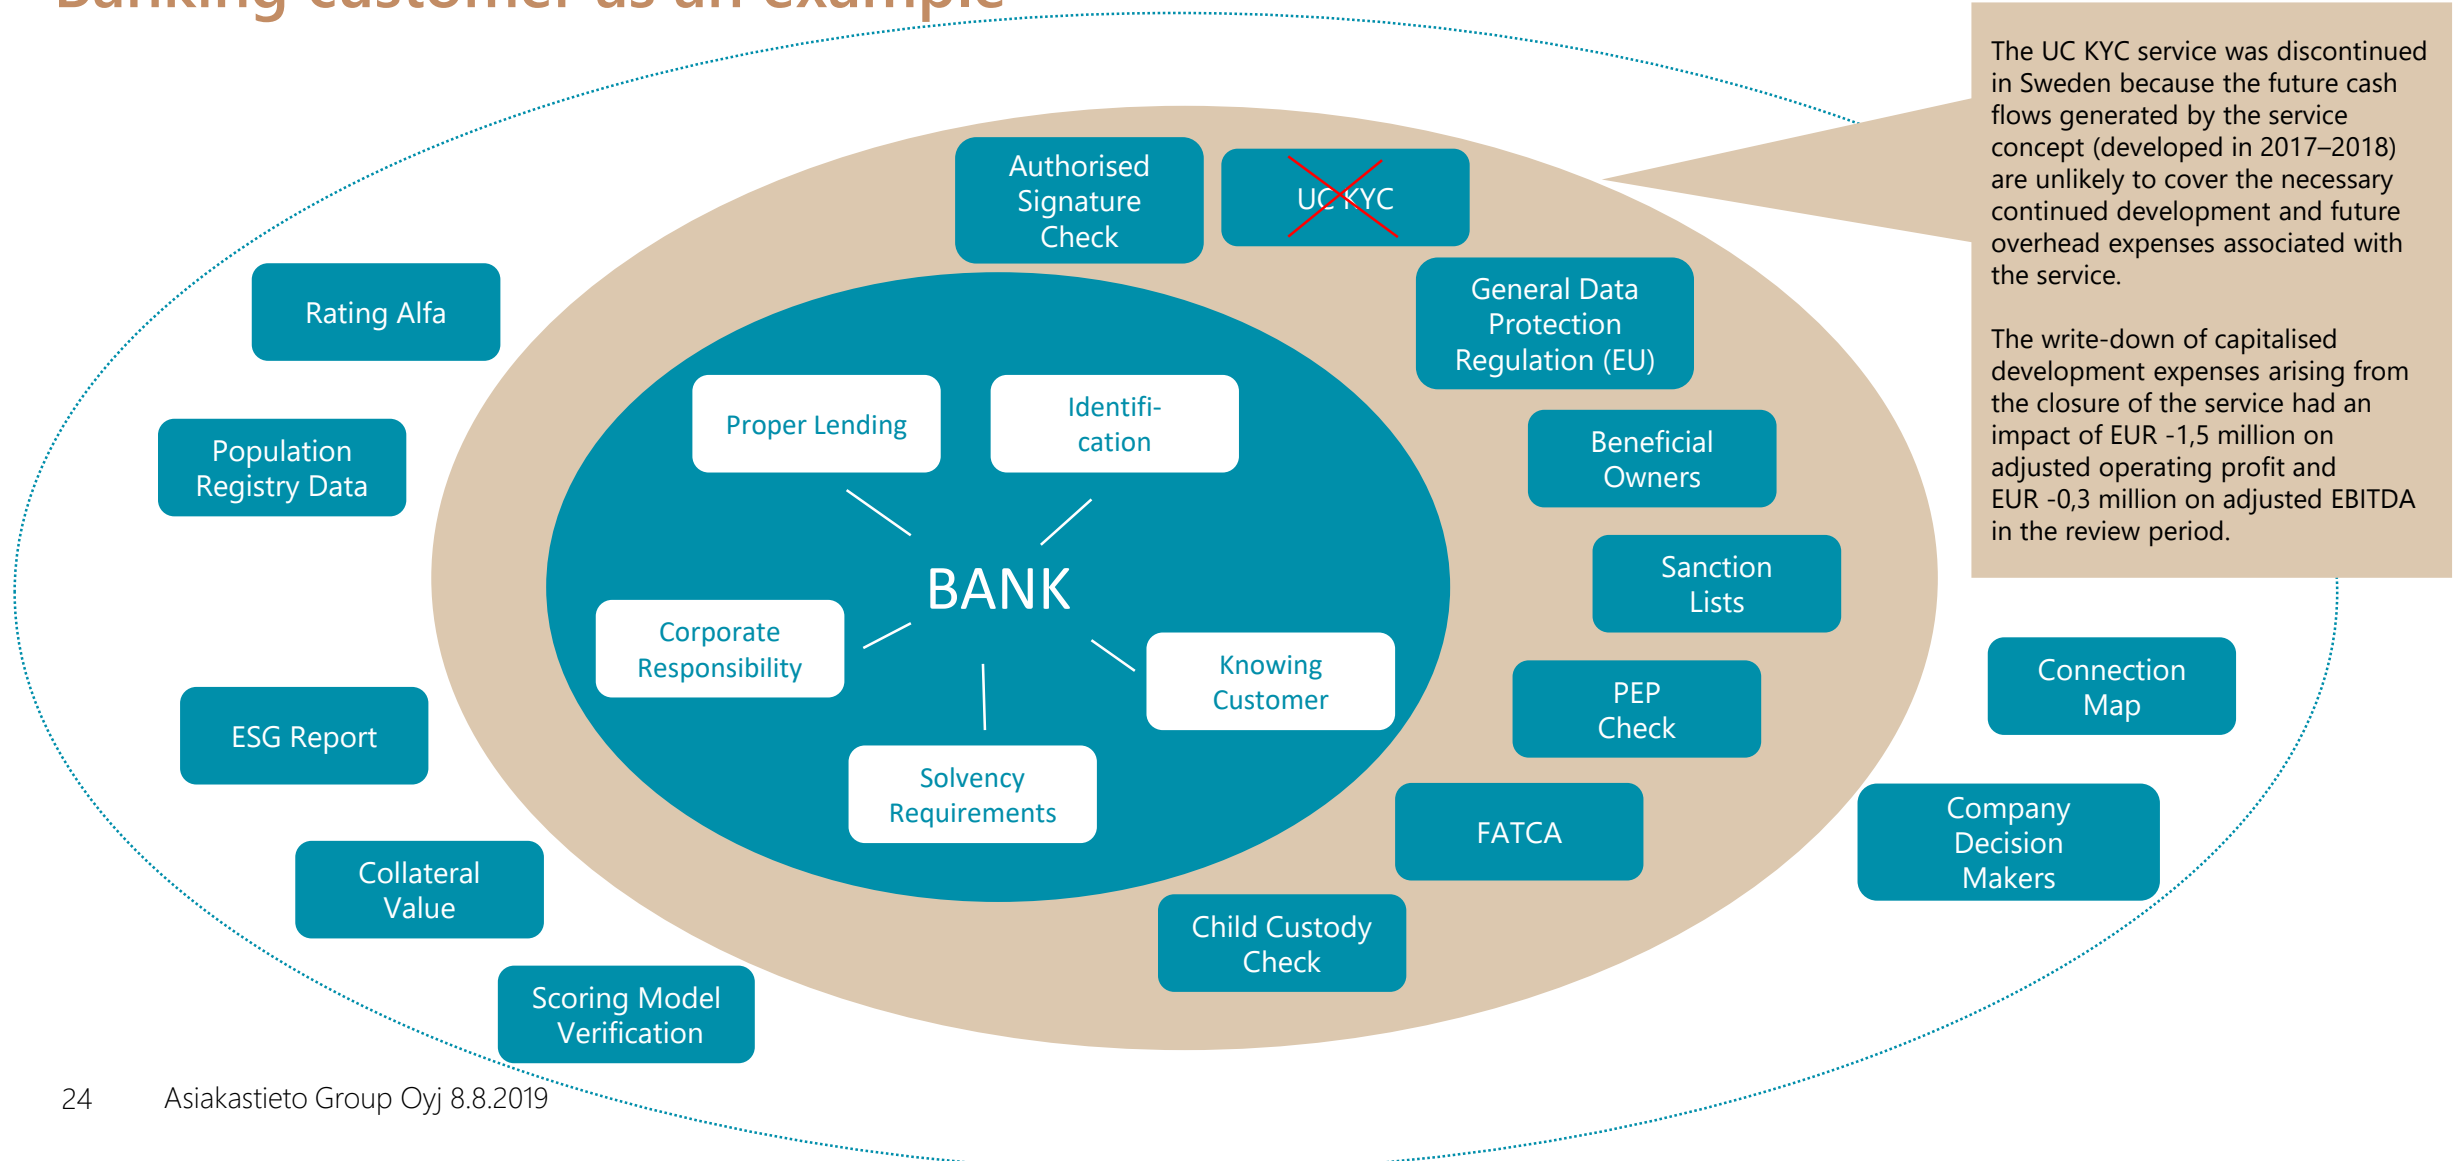 Banking customer as an example
The UC KYC service was discontinued
in Sweden because the future cash
flows generated by the service
concept (developed in 2017–2018)
are unlikely to cover the necessary
continued development and future
overhead expenses associated with
the service.
The write-down of capitalised
development expenses arising from
the closure of the service had an
impact of EUR -1,5 million on
adjusted operating profit and
EUR -0,3 million on adjusted EBITDA
in the review period.
Authorised
Signature
Check
UC KYC
General Data
Protection
Regulation (EU)
Rating Alfa
Proper Lending
Identifi-
cation
Beneficial
Owners
Population
Registry Data
BANK
Sanction
Lists
Corporate
Responsibility
Knowing
Customer
PEP
Check
Connection
Map
ESG Report
Solvency
Requirements
FATCA
Company
Decision
Makers
Collateral
Value
Child Custody
Check
Scoring Model
Verification
24 Asiakastieto Group Oyj 8.8.2019